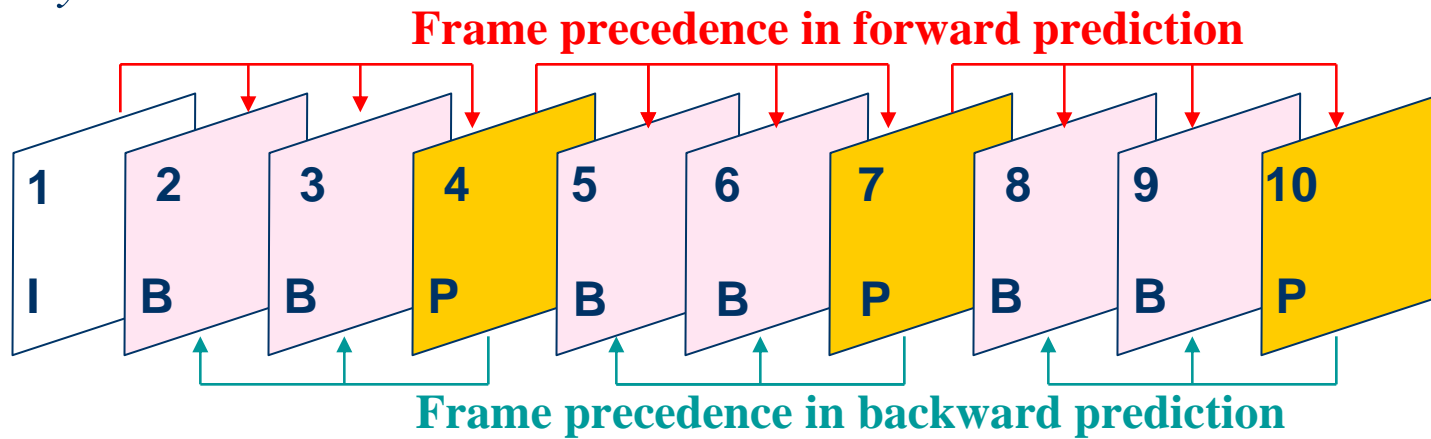 Frame precedence in forward prediction
1 2 3 4 5 6 7 8 9 10
I B B P B B P B B P
Frame precedence in backward prediction